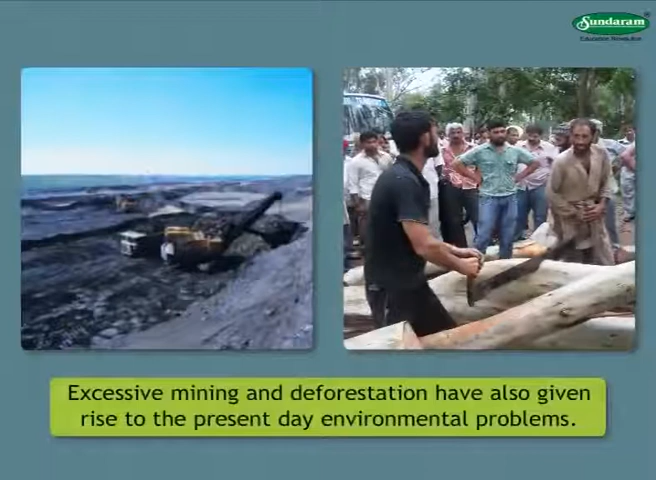 Sundaram
Excessive mining and deforestation have also given
rise to the present day environmental problems.